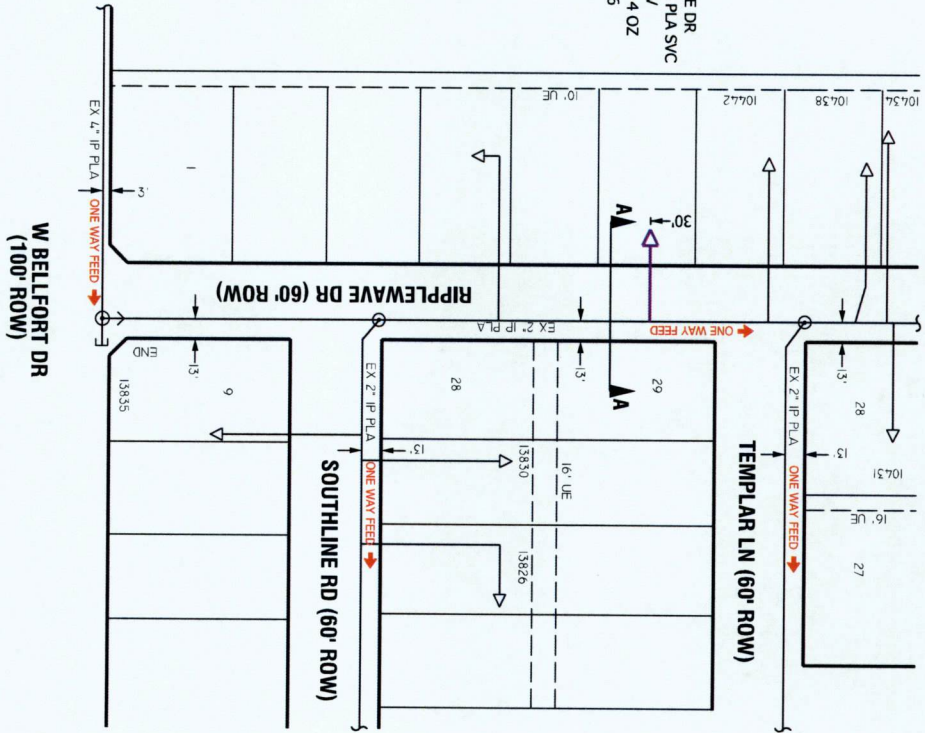 E DR
PLA SVC
/
4 OZ
10' UE
10442
10438
10434
EX 4" IP PLA
ONE WAY FEED
3'
1
A
30'
RIPPLEWAVE DR (60' ROW)
W BELLFORT DR
(100' ROW)
EX 2" IP PLA
ONE WAY FEED
END
13835
13'
9
EX 2" IP PLA
ONE WAY FEED
13'
SOUTHLINE RD (60' ROW)
28
13830
13826
16' UE
13'
A
29
TEMPLAR LN (60' ROW)
EX 2" IP PLA
ONE WAY FEED
13'
13'
28
10431
16' UE
27